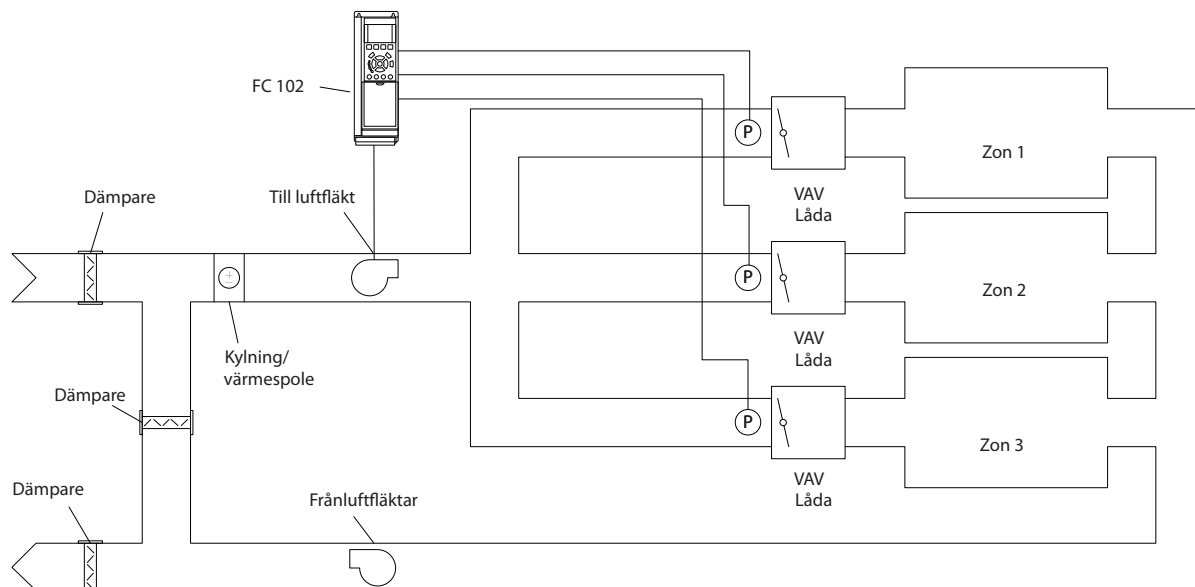 FC 102
P
Zon 1
VAV
Låda
Dämpare
Till luftfläkt
P
Zon 2
VAV
Låda
Kylning/
värmespole
Dämpare
P
Zon 3
VAV
Låda
Dämpare
Frånluftfläktar